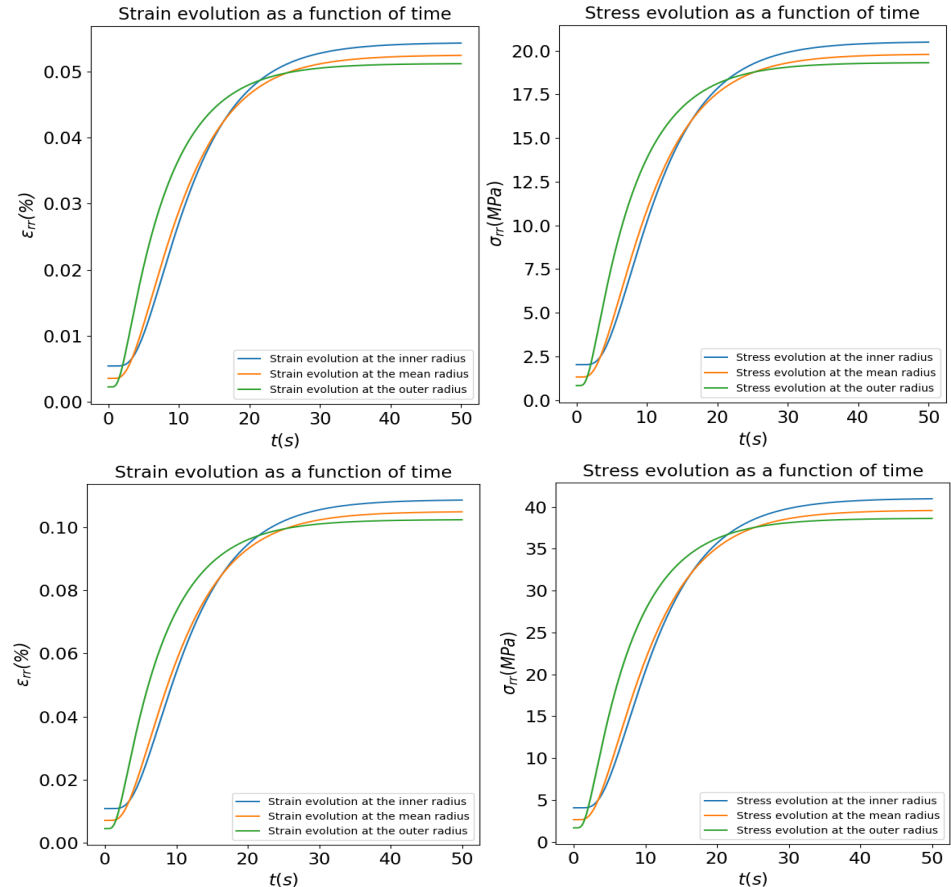 Strain evolution as a function of time
0.05
0.04
0.03
0.02
0.01
0.00
εrr(%)
Strain evolution at the inner radius
Strain evolution at the mean radius
Strain evolution at the outer radius
0 10 20 30 40 50
t(s)
Stress evolution as a function of time
20.0
17.5
15.0
12.5
10.0
7.5
5.0
2.5
0.0
σrr(MPa)
Stress evolution at the inner radius
Stress evolution at the mean radius
Stress evolution at the outer radius
0 10 20 30 40 50
t(s)
Strain evolution as a function of time
0.10
0.08
0.06
0.04
0.02
0.00
εrr(%)
Strain evolution at the inner radius
Strain evolution at the mean radius
Strain evolution at the outer radius
0 10 20 30 40 50
t(s)
Stress evolution as a function of time
40
35
30
25
20
15
10
5
0
σrr(MPa)
Stress evolution at the inner radius
Stress evolution at the mean radius
Stress evolution at the outer radius
0 10 20 30 40 50
t(s)